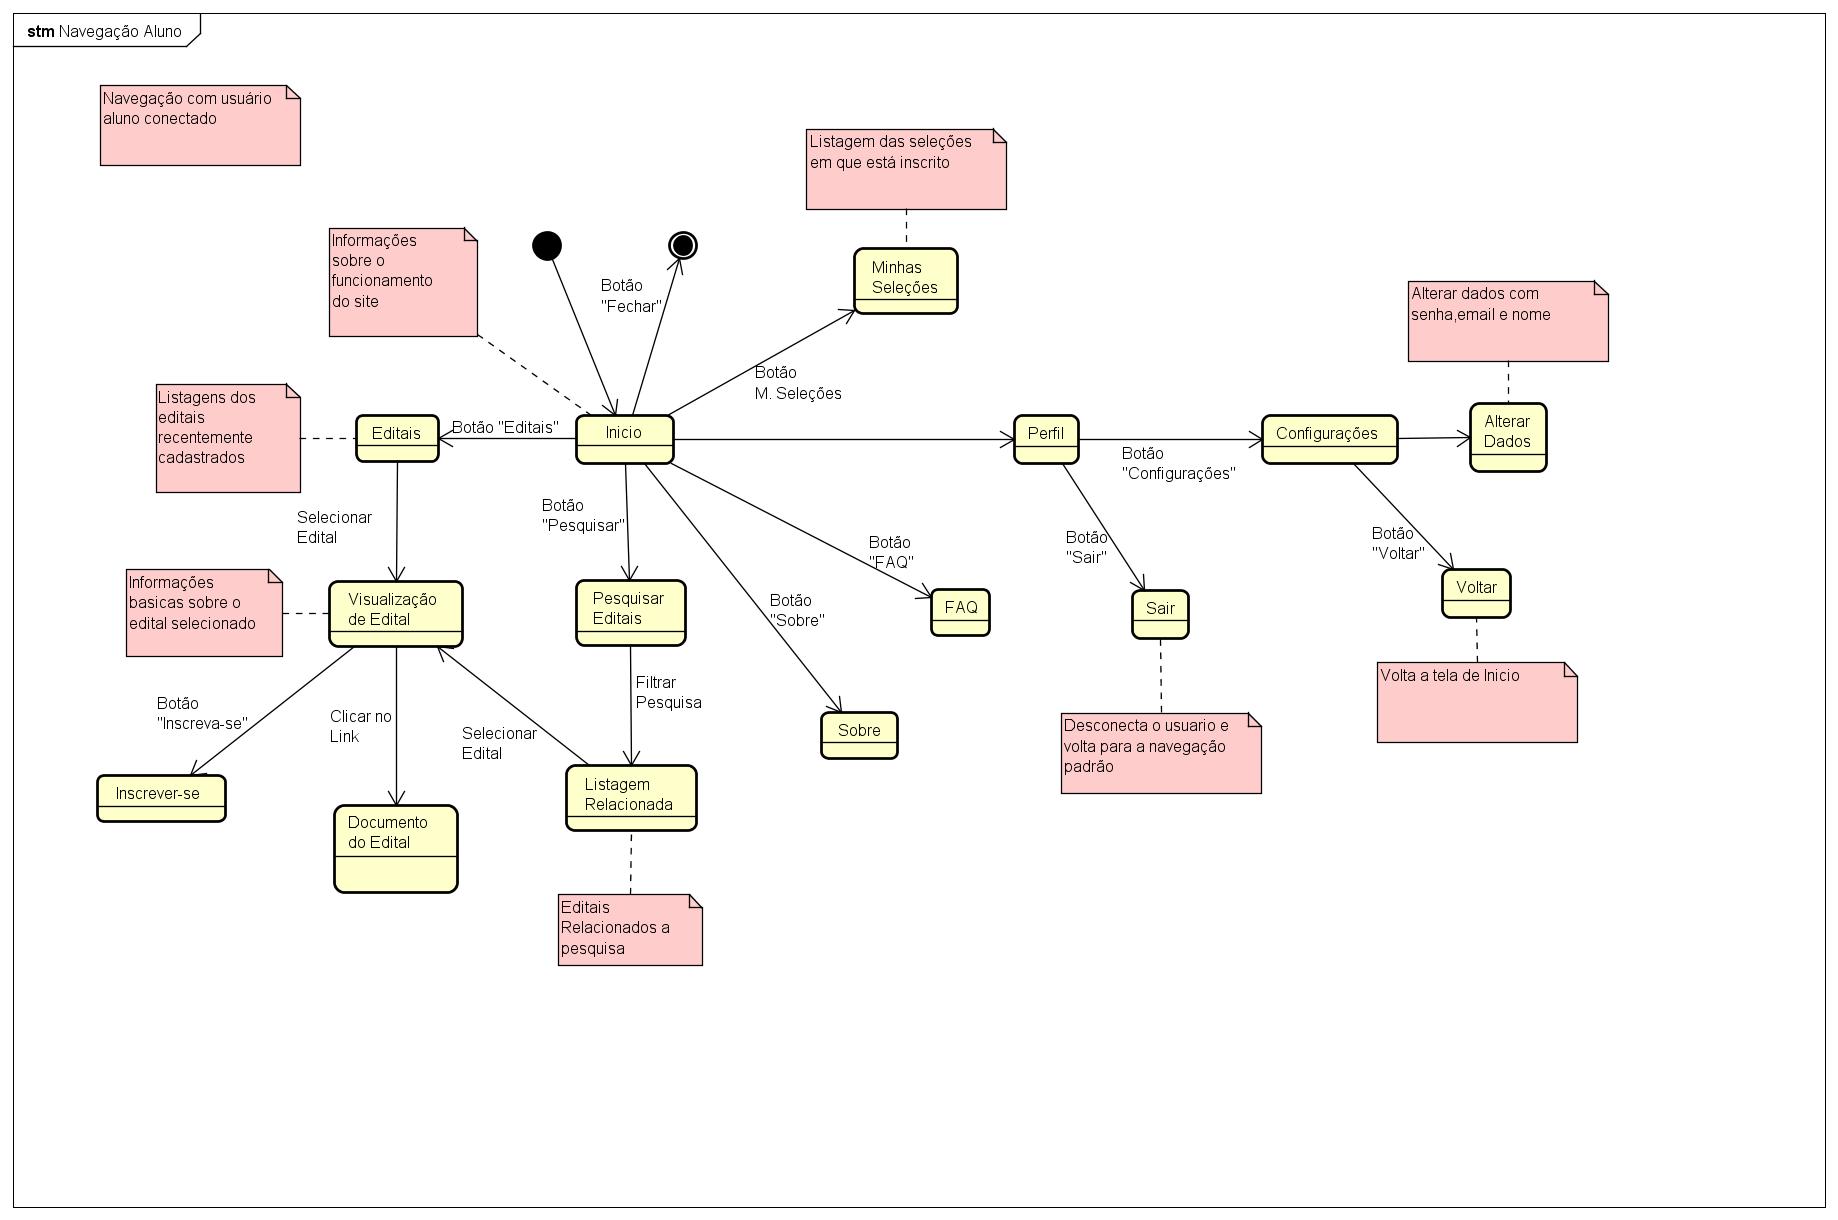 stm Navegação Aluno
Navegação com usuário
aluno conectado
Listagem das seleções
em que está inscrito
Informações
sobre o
funcionamento
do site
Botão
"Fechar"
Minhas
Seleções
Alterar dados com
senha,email e nome
Botão
M. Seleções
Listagens dos
editais
recentemente
cadastrados
Editais
Botão "Editais"
Inicio
Perfil
Botão
"Configurações"
Configurações
Alterar
Dados
Selecionar
Edital
Botão
"Pesquisar"
Botão
"FAQ"
Botão
"Sair"
Botão
"Voltar"
Informações
basicas sobre o
edital selecionado
Visualização
de Edital
Pesquisar
Editais
Botão
"Sobre"
FAQ
Sair
Voltar
Botão
"Inscreva-se"
Clicar no
Link
Selecionar
Edital
Filtrar
Pesquisa
Sobre
Desconecta o usuario e
volta para a navegação
padrão
Volta a tela de Inicio
Inscrever-se
Documento
do Edital
Listagem
Relacionada
Editais
Relacionados a
pesquisa